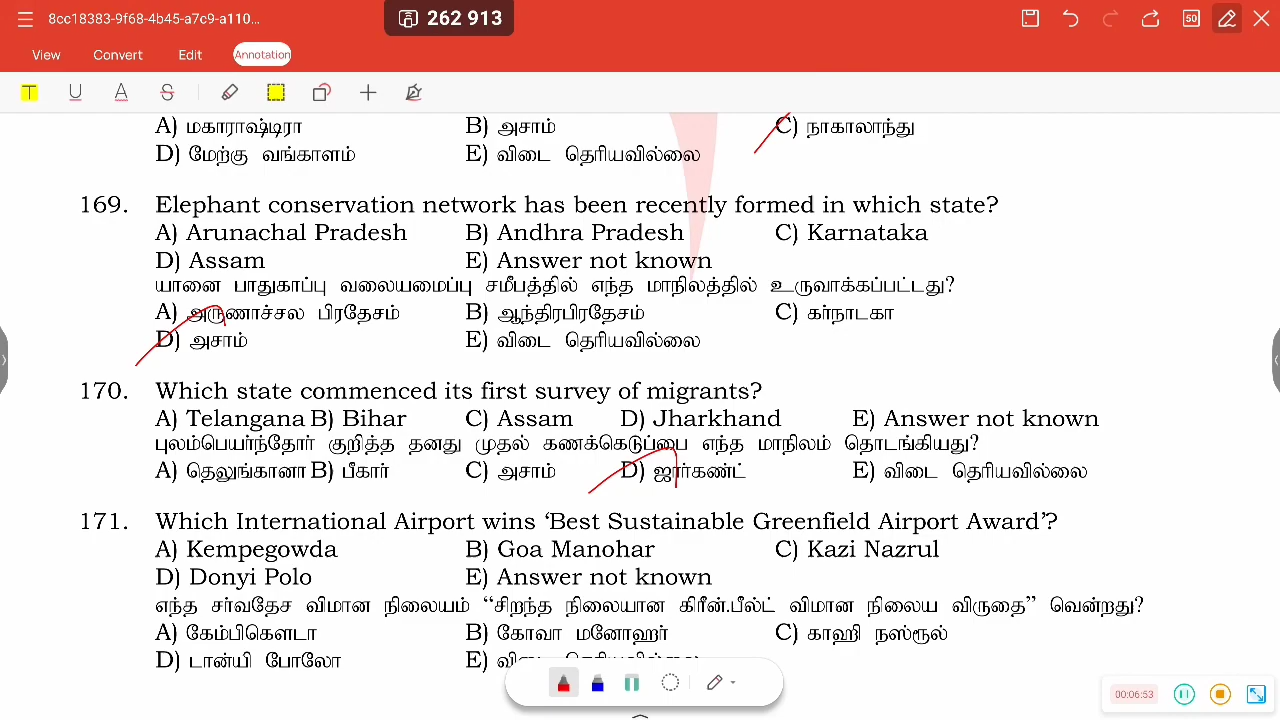 8cc18383-9f68-4b45-a7c9-a110...
262 913
50
View Convert Edit Annotation
T U A S
A) மகாராஷ்டிரா B) அசாம் C) நாகாலாந்து
D) மேற்கு வங்காளம் E) விடை தெரியவில்லை
169. Elephant conservation network has been recently formed in which state?
A) Arunachal Pradesh B) Andhra Pradesh C) Karnataka
D) Assam E) Answer not known
யானை பாதுகாப்பு வலையமைப்பு சமீபத்தில் எந்த மாநிலத்தில் உருவாக்கப்பட்டது?
A) அருணாச்சல பிரதேசம் B) ஆந்திரபிரதேசம் C) கர்நாடகா
D) அசாம் E) விடை தெரியவில்லை
170. Which state commenced its first survey of migrants?
A) Telangana B) Bihar C) Assam D) Jharkhand E) Answer not known
புலம்பெயர்ந்தோர் குறித்த தனது முதல் கணக்கெடுப்பை எந்த மாநிலம் தொடங்கியது?
A) தெலுங்கானா B) பீகார் C) அசாம் D) ஜார்கண்ட் E) விடை தெரியவில்லை
171. Which International Airport wins ‘Best Sustainable Greenfield Airport Award’?
A) Kempegowda B) Goa Manohar C) Kazi Nazrul
D) Donyi Polo E) Answer not known
எந்த சர்வதேச விமான நிலையம் “சிறந்த நிலையான கிரீன்.பீல்ட் விமான நிலைய விருதை” வென்றது?
A) கேம்பிகௌடா B) கோவா மனோஹர் C) காஹி நஸ்ரூல்
D) டான்யி போலோ E)
00:06:53